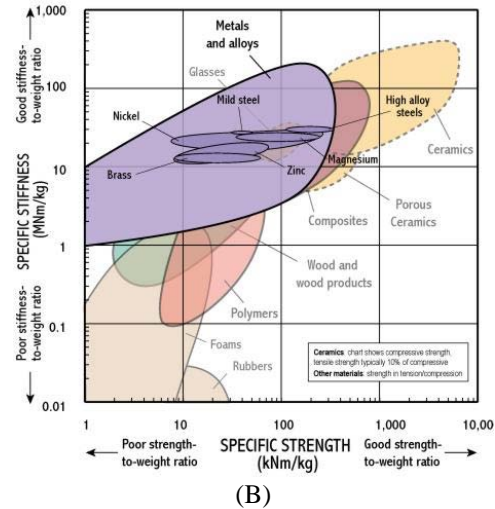 Good stiffness-
to-weight ratio
SPECIFIC STIFFNESS
(MNm/kg)
Poor stiffness-
to-weight ratio
1,000
100
10
1
0.1
0.01
Metals
and alloys
Glasses
Mild steel
Nickel
High alloy
steels
Brass
Zinc
Magnesium
Ceramics
Porous
Ceramics
Composites
Wood and
wood products
Polymers
Foams
Rubbers
Ceramics: chart shows compressive strength,
tensile strength typically 10% of compressive
Other materials: strength in tension/compression
1
10
100
1,000
10,00
Poor strength-
to-weight ratio
SPECIFIC STRENGTH
(kNm/kg)
Good strength-
to-weight ratio
(B)